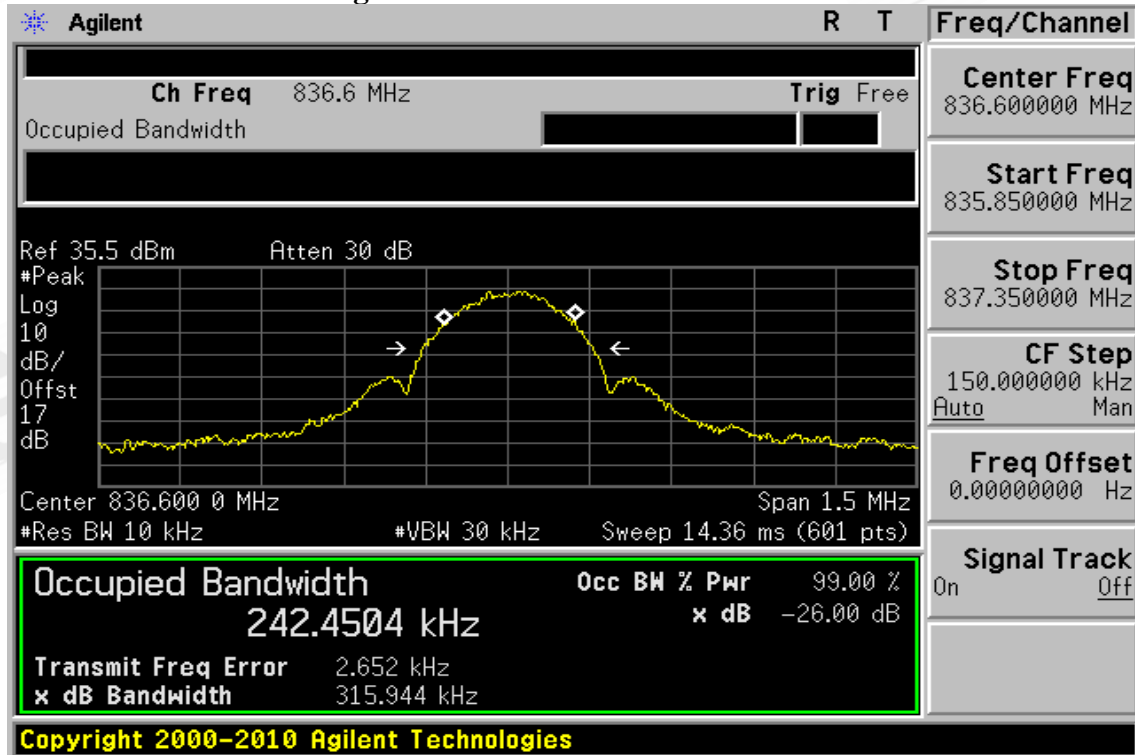 Agilent R T Freq/Channel
Ch Freq 836.6 MHz Trig Free
Occupied Bandwidth
Center Freq
836.600000 MHz
Start Freq
835.850000 MHz
Ref 35.5 dBm Atten 30 dB
#Peak
Log
10
dB/
Offst
17
dB
Stop Freq
837.350000 MHz
CF Step
150.000000 kHz
Auto Man
Freq Offset
0.00000000 Hz
Center 836.600 0 MHz Span 1.5 MHz
#Res BW 10 kHz #VBW 30 kHz Sweep 14.36 ms (601 pts)
Signal Track
On Off
Occupied Bandwidth Occ BW % Pwr 99.00 %
242.4504 kHz x dB -26.00 dB
Transmit Freq Error 2.652 kHz
x dB Bandwidth 315.944 kHz
Copyright 2000-2010 Agilent Technologies